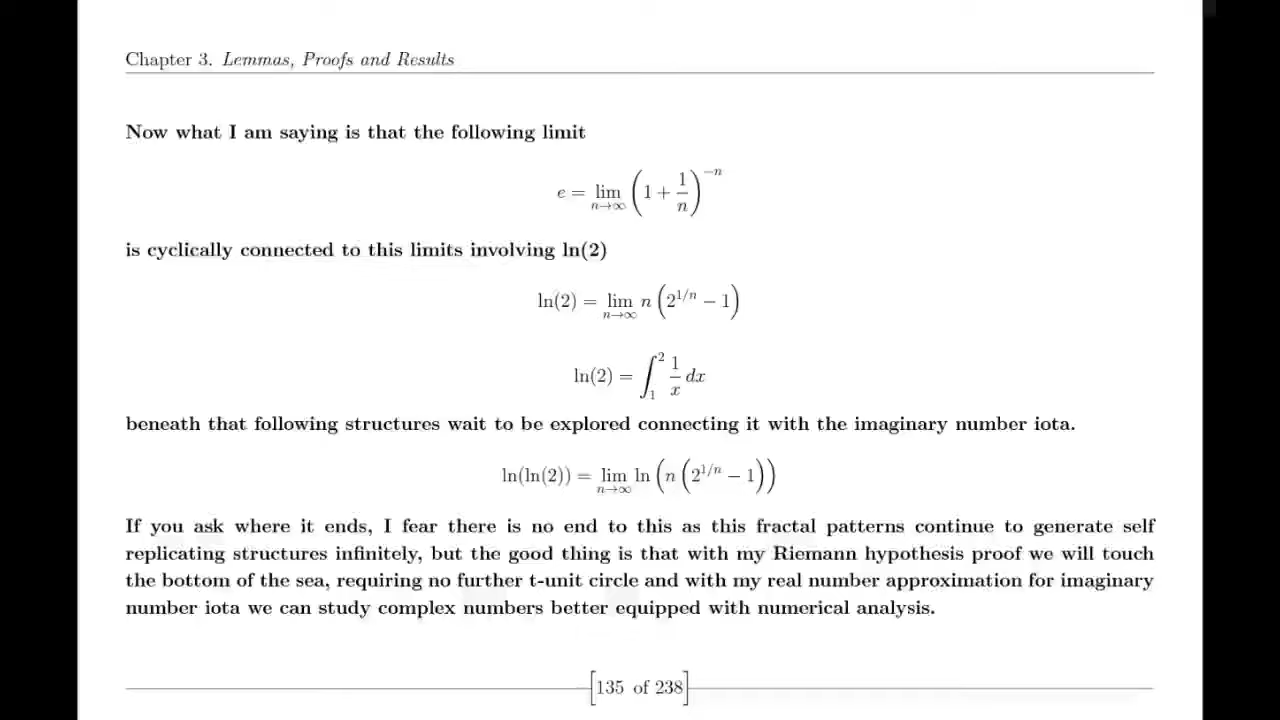 Chapter 3. Lemmas, Proofs and Results
Now what I am saying is that the following limit
e = lim_{n→∞} (1 + 1/n)^{−n}
is cyclically connected to this limits involving ln(2)
ln(2) = lim_{n→∞} n (2^{1/n} − 1)
ln(2) = ∫_1^2 1/x dx
beneath that following structures wait to be explored connecting it with the imaginary number iota.
ln(ln(2)) = lim_{n→∞} ln (n (2^{1/n} − 1))
If you ask where it ends, I fear there is no end to this as this fractal patterns continue to generate self
replicating structures infinitely, but the good thing is that with my Riemann hypothesis proof we will touch
the bottom of the sea, requiring no further t-unit circle and with my real number approximation for imaginary
number iota we can study complex numbers better equipped with numerical analysis.
[135 of 238]